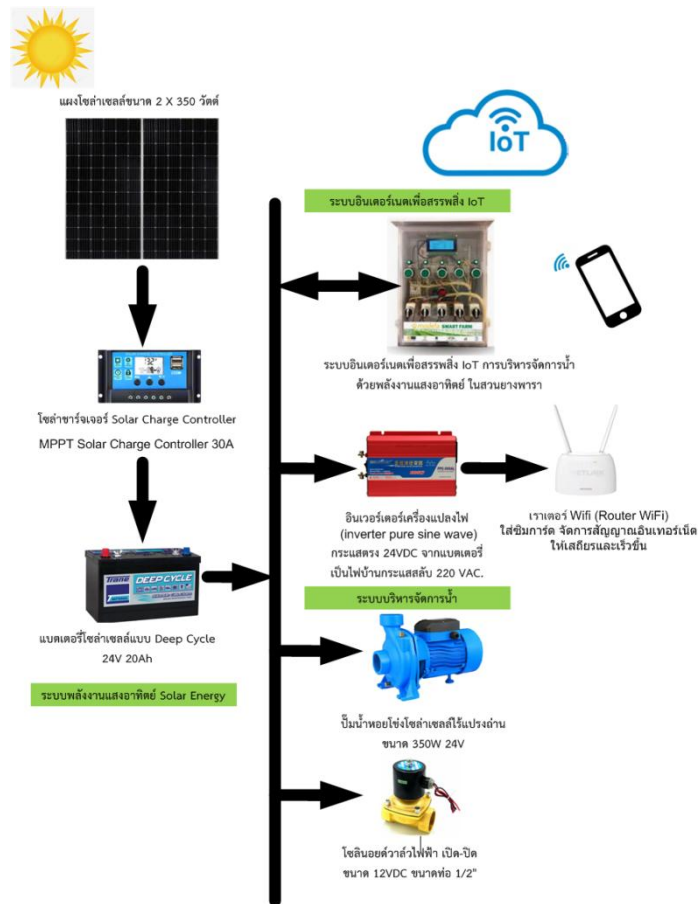 แผงโซล่าเซลล์ขนาด 2 X 350 วัตต์
IoT
ระบบอินเตอร์เนตเพื่อสรรพสิ่ง IoT
SMART FARM
ระบบอินเตอร์เนตเพื่อสรรพสิ่ง IoT การบริหารจัดการน้ำ
ด้วยพลังงานแสงอาทิตย์ ในสวนยางพารา
โซล่าชาร์จเจอร์ Solar Charge Controller
MPPT Solar Charge Controller 30A
อินเวอร์เตอร์เครื่องแปลงไฟ
(inverter pure sine wave)
กระแสตรง 24VDC จากแบตเตอรี่
เป็นไฟบ้านกระแสสลับ 220 VAC.
เราเตอร์ Wifi (Router WiFi)
ใส่ซิมการ์ด จัดการสัญญาณอินเทอร์เน็ต
ให้เสถียรและเร็วขึ้น
Trane
DEEP CYCLE
แบตเตอรี่โซล่าเซลล์แบบ Deep Cycle
24V 20Ah
ระบบพลังงานแสงอาทิตย์ Solar Energy
ระบบบริหารจัดการน้ำ
ปั๊มน้ำหอยโข่งโซล่าเซลล์ไร้แปรงถ่าน
ขนาด 350W 24V
โซลินอยด์วาล์วไฟฟ้า เปิด-ปิด
ขนาด 12VDC ขนาดท่อ 1/2"